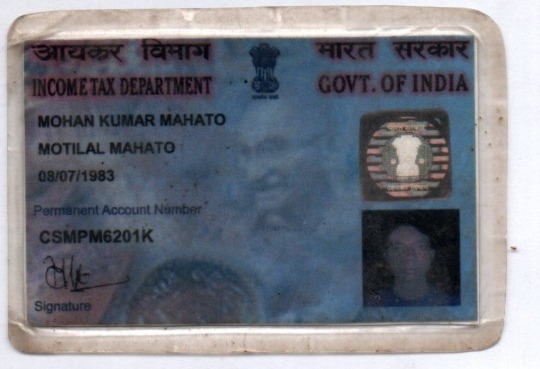 आयकर विभाग
INCOME TAX DEPARTMENT
भारत सरकार
GOVT. OF INDIA
MOHAN KUMAR MAHATO
MOTILAL MAHATO
08/07/1983
Permanent Account Number
CSMPM6201K
Signature